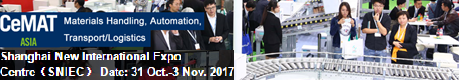 CeMAT
ASIA
Materials Handling, Automation,
Transport/Logistics
Shanghai New International Expo
Centre《SNIEC》 Date: 31 Oct.-3 Nov. 2017